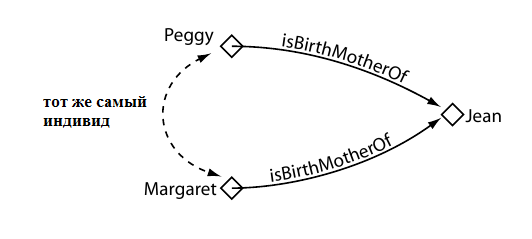 Peggy
isBirthMotherOf
тот же самый
индивид
Jean
isBirthMotherOf
Margaret